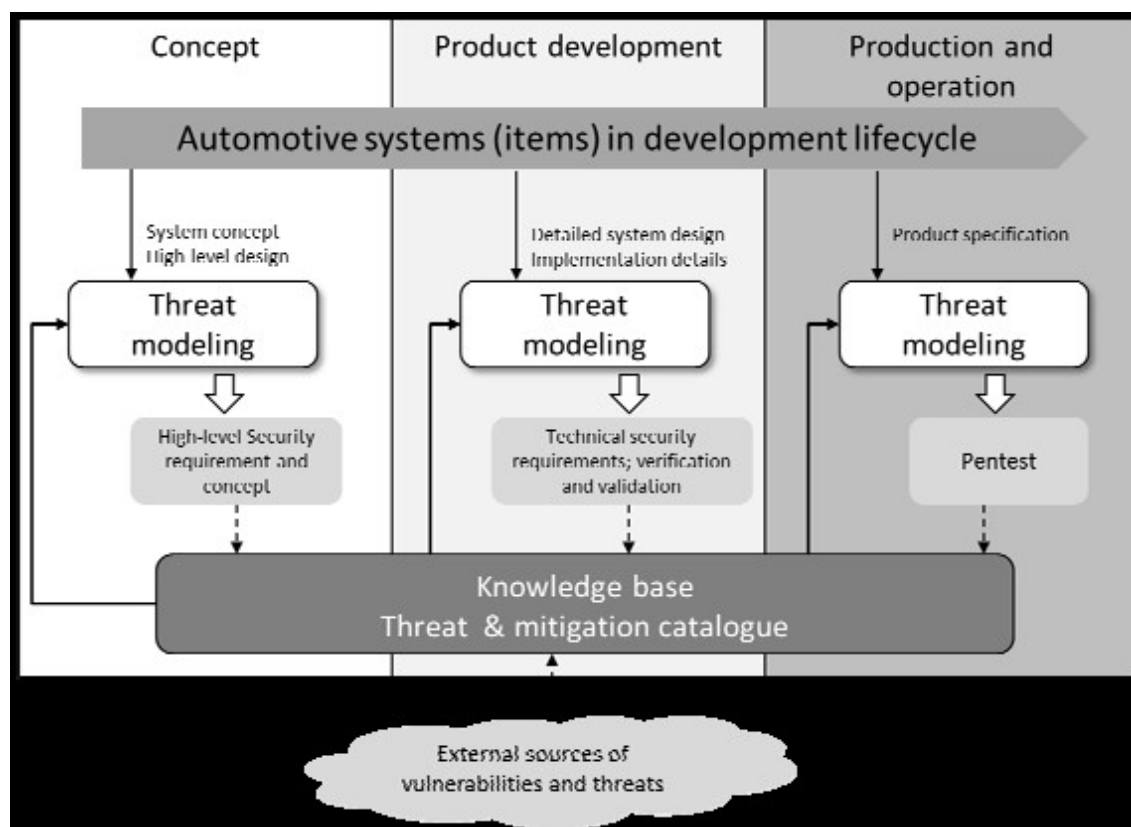 Concept
Product development
Production and
operation
Automotive systems (items) in development lifecycle
System concept
High level design
Detailed system design
Implementation details
Product specification
Threat
modeling
Threat
modeling
Threat
modeling
High-level Security
requirement and
concept
Technical security
requirements; verification
and validation
Pentest
Knowledge base
Threat & mitigation catalogue
External sources of
vulnerabilities and threats